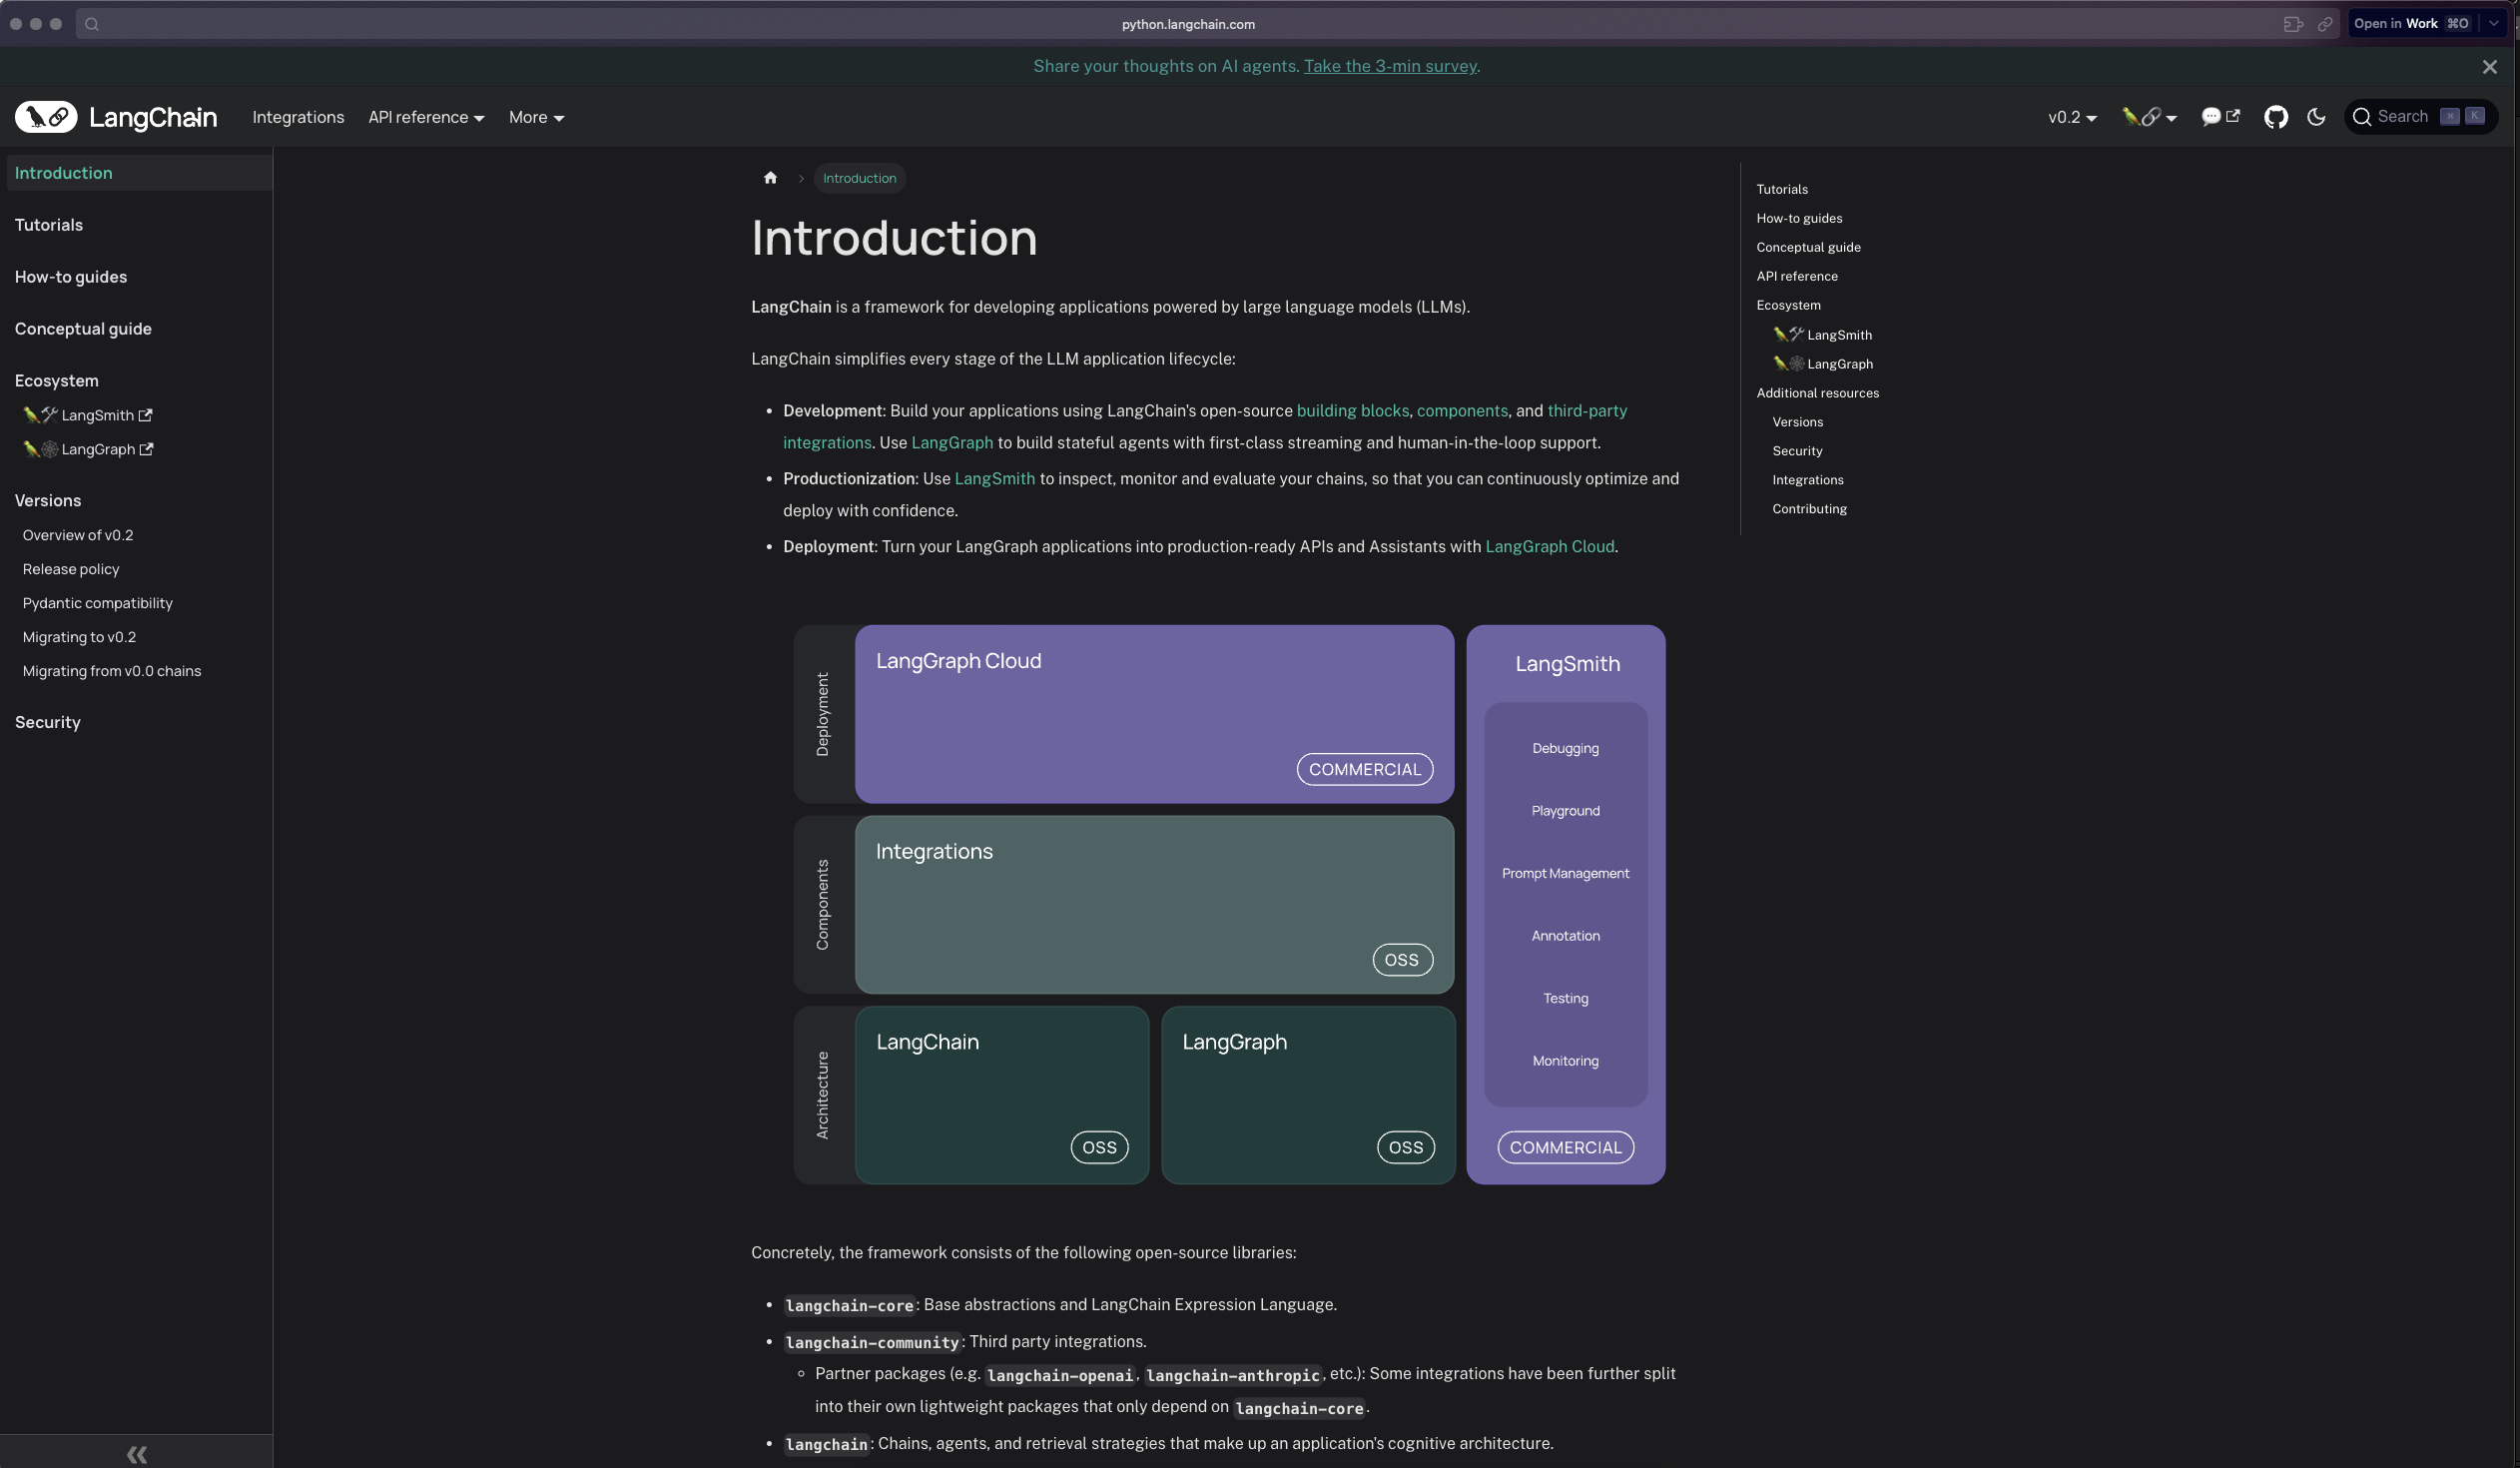 python.langchain.com
Open in Work ⌘O
Share your thoughts on AI agents. Take the 3-min survey.
LangChain
Integrations
API reference
More
v0.2
Search ⌘ K
Introduction
Tutorials
How-to guides
Conceptual guide
Ecosystem
LangSmith
LangGraph
Versions
Overview of v0.2
Release policy
Pydantic compatibility
Migrating to v0.2
Migrating from v0.0 chains
Security
Introduction
Introduction
LangChain is a framework for developing applications powered by large language models (LLMs).
LangChain simplifies every stage of the LLM application lifecycle:
Development: Build your applications using LangChain's open-source building blocks, components, and third-party
integrations. Use LangGraph to build stateful agents with first-class streaming and human-in-the-loop support.
Productionization: Use LangSmith to inspect, monitor and evaluate your chains, so that you can continuously optimize and
deploy with confidence.
Deployment: Turn your LangGraph applications into production-ready APIs and Assistants with LangGraph Cloud.
Deployment
LangGraph Cloud
COMMERCIAL
Components
Integrations
OSS
Architecture
LangChain
OSS
LangGraph
OSS
LangSmith
Debugging
Playground
Prompt Management
Annotation
Testing
Monitoring
COMMERCIAL
Concretely, the framework consists of the following open-source libraries:
langchain-core: Base abstractions and LangChain Expression Language.
langchain-community: Third party integrations.
Partner packages (e.g. langchain-openai, langchain-anthropic, etc.): Some integrations have been further split
into their own lightweight packages that only depend on langchain-core.
langchain: Chains, agents, and retrieval strategies that make up an application's cognitive architecture.
Tutorials
How-to guides
Conceptual guide
API reference
Ecosystem
LangSmith
LangGraph
Additional resources
Versions
Security
Integrations
Contributing